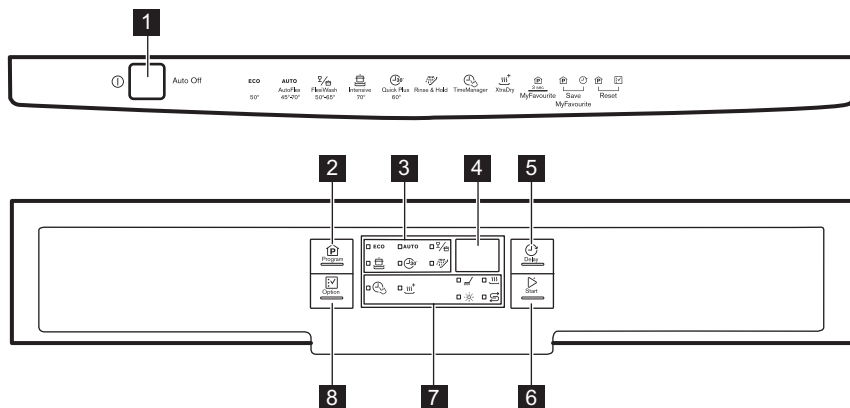 1
Auto Off
ECO
50°
AUTO
AutoFlex
45°-70°
FlexiWash
50°-65°
Intensive
70°
30'
Quick Plus
60°
Rinse & Hold
TimeManager
XtraDry
P
3 sec
MyFavourite
P
Save
MyFavourite
P
Reset
2
3
4
5
P
Program
ECO
AUTO
30'
Delay
Option
Start
8
7
6